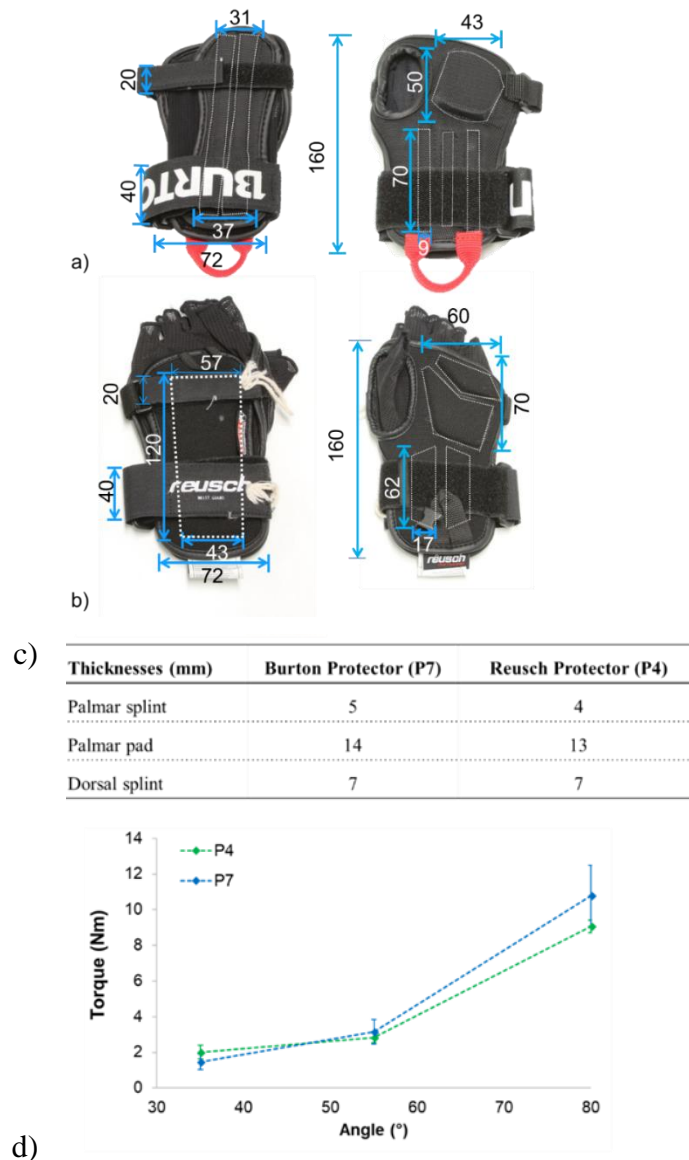 31
43
20
50
160
70
40
BURTO
37
9
72
a)
60
57
20
120
160
70
40
reusch
62
43
17
72
reusch
b)
c)
Thicknesses (mm) Burton Protector (P7) Reusch Protector (P4)
Palmar splint 5 4
Palmar pad 14 13
Dorsal splint 7 7
14
12
10
8
6
4
2
0
P4
P7
Torque (Nm)
30 40 50 60 70 80
Angle (°)
d)